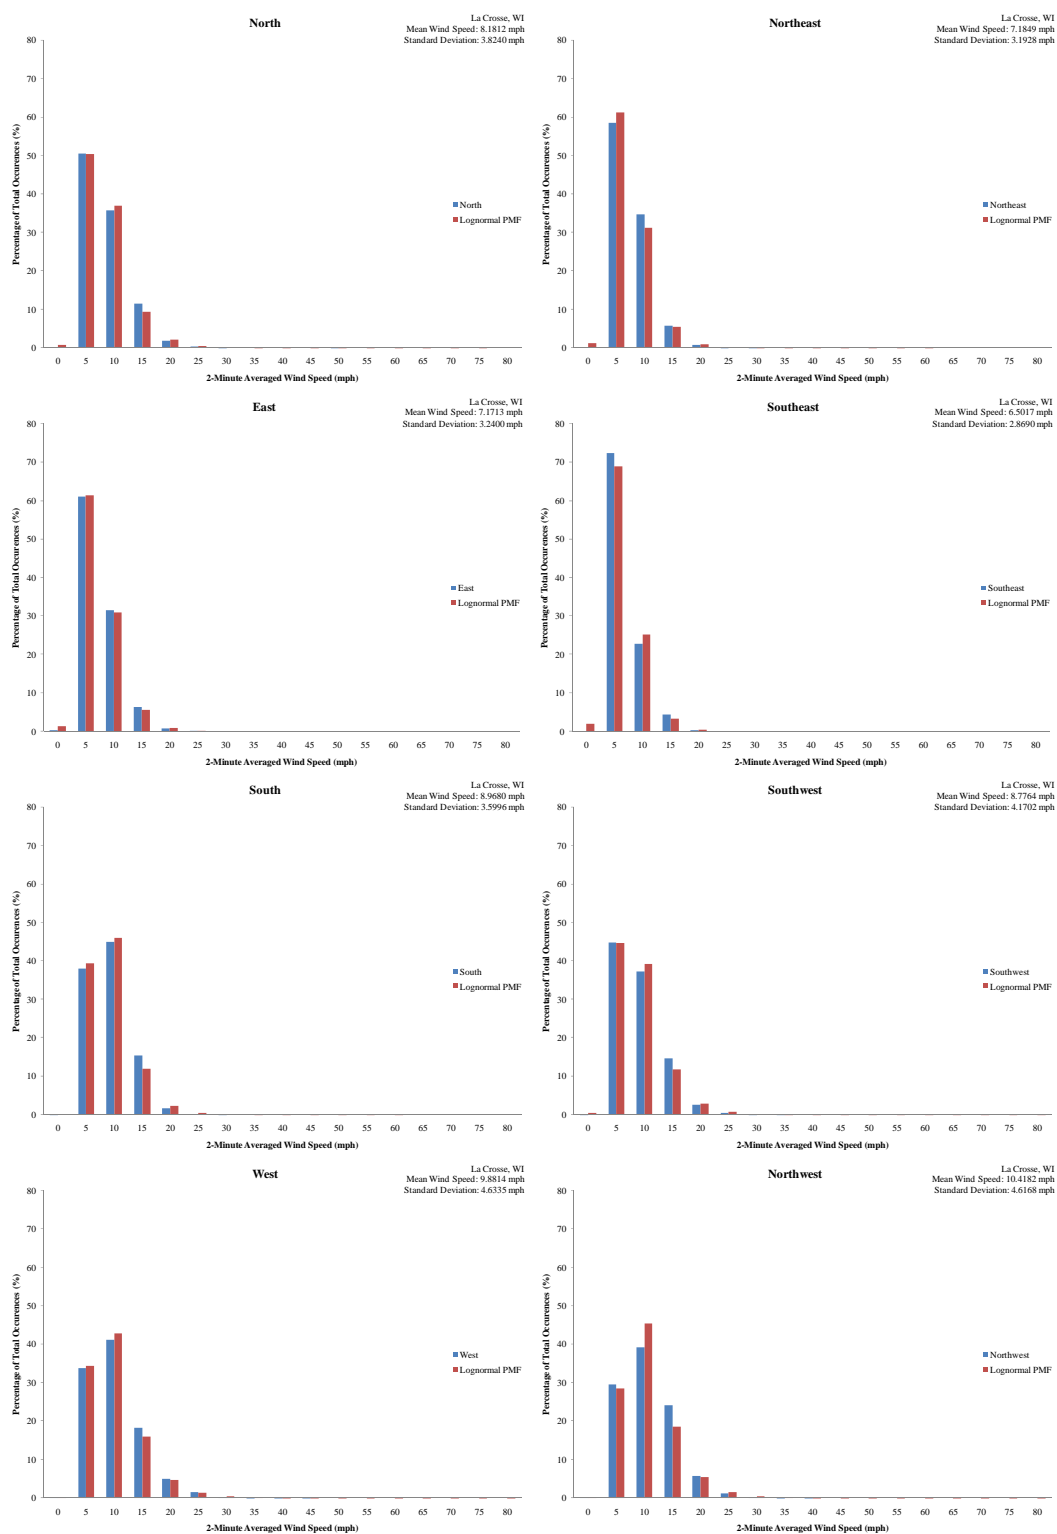 North
La Crosse, WI
Mean Wind Speed: 8.1812 mph
Standard Deviation: 3.8240 mph
Percentage of Total Occurences (%)
80
70
60
50
40
30
20
10
0
North
Lognormal PMF
0 5 10 15 20 25 30 35 40 45 50 55 60 65 70 75 80
2-Minute Averaged Wind Speed (mph)
Northeast
La Crosse, WI
Mean Wind Speed: 7.1849 mph
Standard Deviation: 3.1928 mph
Percentage of Total Occurences (%)
80
70
60
50
40
30
20
10
0
Northeast
Lognormal PMF
0 5 10 15 20 25 30 35 40 45 50 55 60 65 70 75 80
2-Minute Averaged Wind Speed (mph)
East
La Crosse, WI
Mean Wind Speed: 7.1713 mph
Standard Deviation: 3.2400 mph
Percentage of Total Occurences (%)
80
70
60
50
40
30
20
10
0
East
Lognormal PMF
0 5 10 15 20 25 30 35 40 45 50 55 60 65 70 75 80
2-Minute Averaged Wind Speed (mph)
Southeast
La Crosse, WI
Mean Wind Speed: 6.5017 mph
Standard Deviation: 2.8690 mph
Percentage of Total Occurences (%)
80
70
60
50
40
30
20
10
0
Southeast
Lognormal PMF
0 5 10 15 20 25 30 35 40 45 50 55 60 65 70 75 80
2-Minute Averaged Wind Speed (mph)
South
La Crosse, WI
Mean Wind Speed: 8.9680 mph
Standard Deviation: 3.5996 mph
Percentage of Total Occurences (%)
80
70
60
50
40
30
20
10
0
South
Lognormal PMF
0 5 10 15 20 25 30 35 40 45 50 55 60 65 70 75 80
2-Minute Averaged Wind Speed (mph)
Southwest
La Crosse, WI
Mean Wind Speed: 8.7764 mph
Standard Deviation: 4.1702 mph
Percentage of Total Occurences (%)
80
70
60
50
40
30
20
10
0
Southwest
Lognormal PMF
0 5 10 15 20 25 30 35 40 45 50 55 60 65 70 75 80
2-Minute Averaged Wind Speed (mph)
West
La Crosse, WI
Mean Wind Speed: 9.8814 mph
Standard Deviation: 4.6335 mph
Percentage of Total Occurences (%)
80
70
60
50
40
30
20
10
0
West
Lognormal PMF
0 5 10 15 20 25 30 35 40 45 50 55 60 65 70 75 80
2-Minute Averaged Wind Speed (mph)
Northwest
La Crosse, WI
Mean Wind Speed: 10.4182 mph
Standard Deviation: 4.6168 mph
Percentage of Total Occurences (%)
80
70
60
50
40
30
20
10
0
Northwest
Lognormal PMF
0 5 10 15 20 25 30 35 40 45 50 55 60 65 70 75 80
2-Minute Averaged Wind Speed (mph)